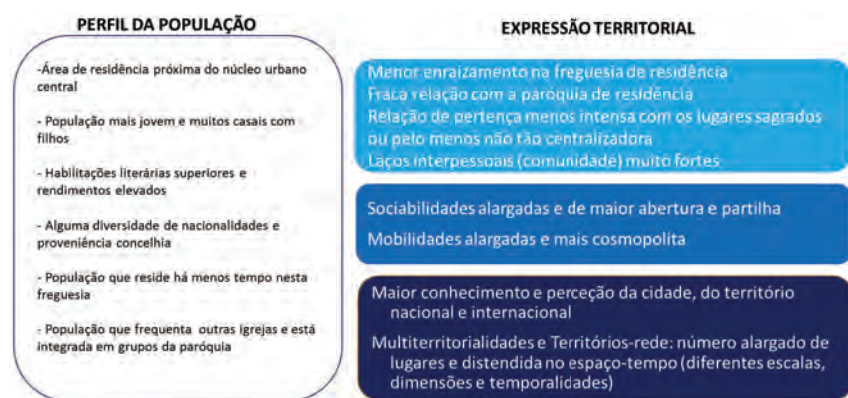 PERFIL DA POPULAÇÃO
-Área de residência próxima do núcleo urbano
central
- População mais jovem e muitos casais com
filhos
- Habilitações literárias superiores e
rendimentos elevados
- Alguma diversidade de nacionalidades e
proveniência concelhia
- População que reside há menos tempo nesta
freguesia
- População que frequenta outras igrejas e está
integrada em grupos da paróquia
EXPRESSÃO TERRITORIAL
Menor enraizamento na freguesia de residência
Fraca relação com a paróquia de residência
Relação de pertença menos intensa com os lugares sagrados
ou pelo menos não tão centralizadora
Laços interpessoais (comunidade) muito fortes
Sociabilidades alargadas e de maior abertura e partilha
Mobilidades alargadas e mais cosmopolita
Maior conhecimento e perceção da cidade, do território
nacional e internacional
Multiterritorialidades e Territórios-rede: número alargado de
lugares e distendida no espaço-tempo (diferentes escalas,
dimensões e temporalidades)